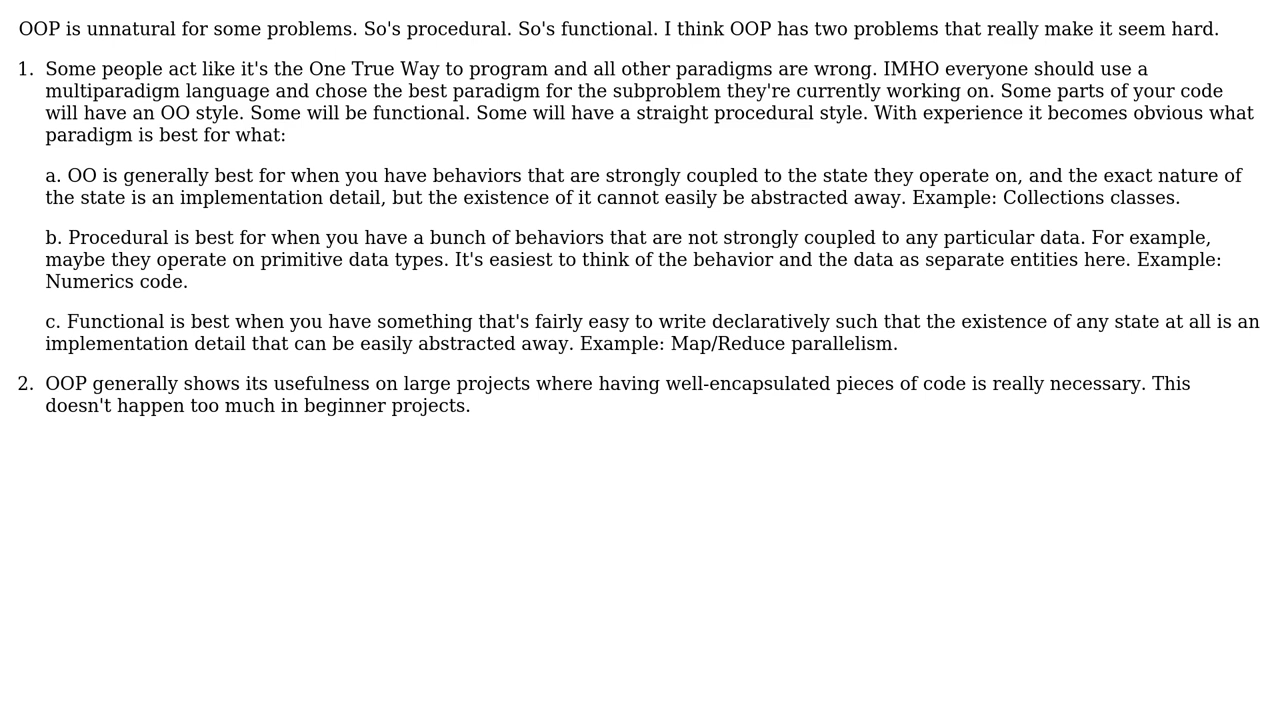 OOP is unnatural for some problems. So's procedural. So's functional. I think OOP has two problems that really make it seem hard.
1. Some people act like it's the One True Way to program and all other paradigms are wrong. IMHO everyone should use a
multiparadigm language and chose the best paradigm for the subproblem they're currently working on. Some parts of your code
will have an OO style. Some will be functional. Some will have a straight procedural style. With experience it becomes obvious what
paradigm is best for what:
a. OO is generally best for when you have behaviors that are strongly coupled to the state they operate on, and the exact nature of
the state is an implementation detail, but the existence of it cannot easily be abstracted away. Example: Collections classes.
b. Procedural is best for when you have a bunch of behaviors that are not strongly coupled to any particular data. For example,
maybe they operate on primitive data types. It's easiest to think of the behavior and the data as separate entities here. Example:
Numerics code.
c. Functional is best when you have something that's fairly easy to write declaratively such that the existence of any state at all is an
implementation detail that can be easily abstracted away. Example: Map/Reduce parallelism.
2. OOP generally shows its usefulness on large projects where having well-encapsulated pieces of code is really necessary. This
doesn't happen too much in beginner projects.